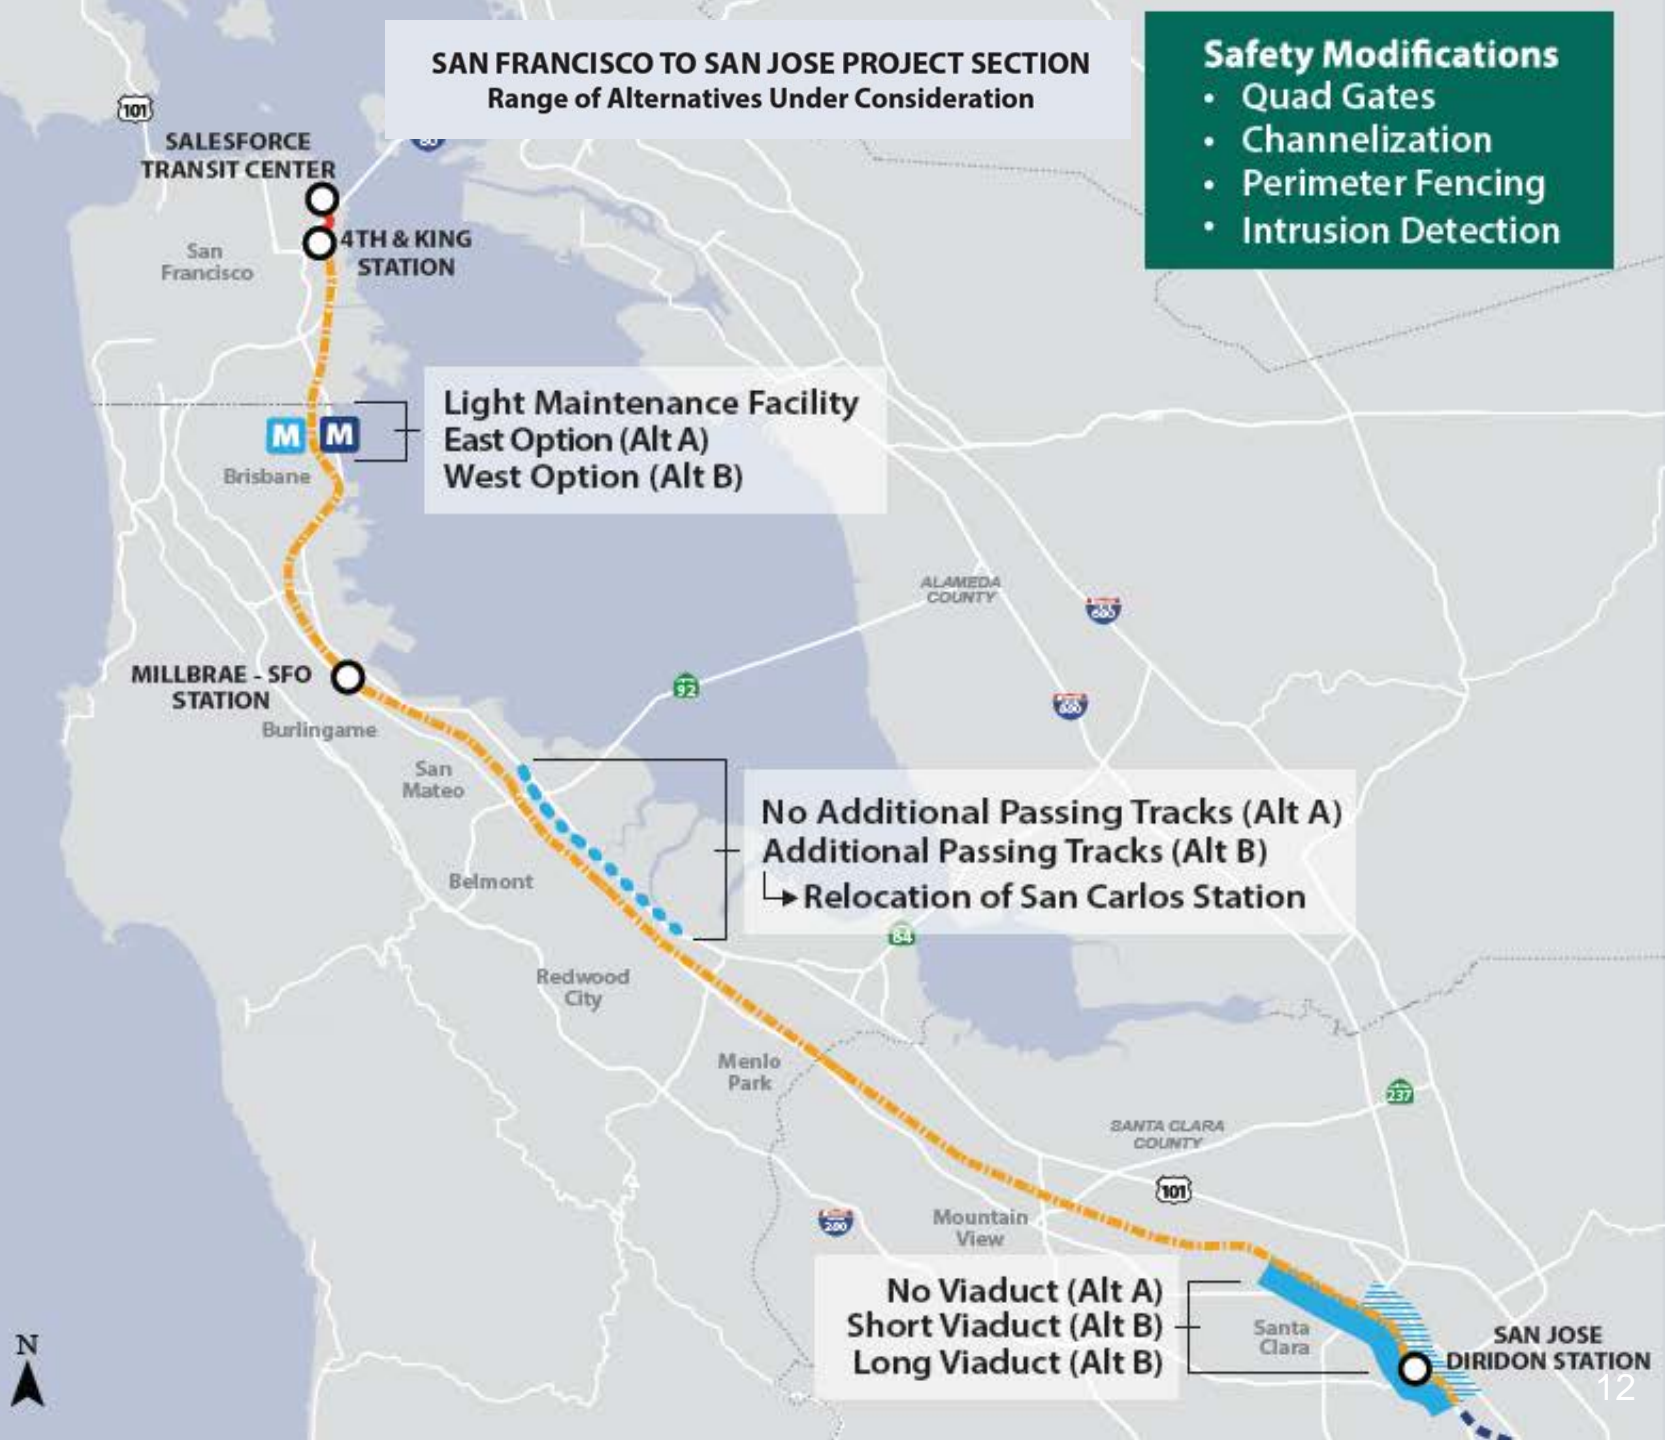 SAN FRANCISCO TO SAN JOSE PROJECT SECTION
Range of Alternatives Under Consideration
Safety Modifications
• Quad Gates
• Channelization
• Perimeter Fencing
• Intrusion Detection
101
80
SALESFORCE
TRANSIT CENTER
4TH & KING
STATION
San
Francisco
Light Maintenance Facility
East Option (Alt A)
West Option (Alt B)
M M
Brisbane
ALAMEDA
COUNTY
680
MILLBRAE - SFO
STATION
92
Burlingame
San
Mateo
No Additional Passing Tracks (Alt A)
Additional Passing Tracks (Alt B)
Relocation of San Carlos Station
Belmont
84
Redwood
City
Menlo
Park
237
SANTA CLARA
COUNTY
101
Mountain
View
280
No Viaduct (Alt A)
Short Viaduct (Alt B)
Long Viaduct (Alt B)
Santa
Clara
SAN JOSE
DIRIDON STATION
12
N